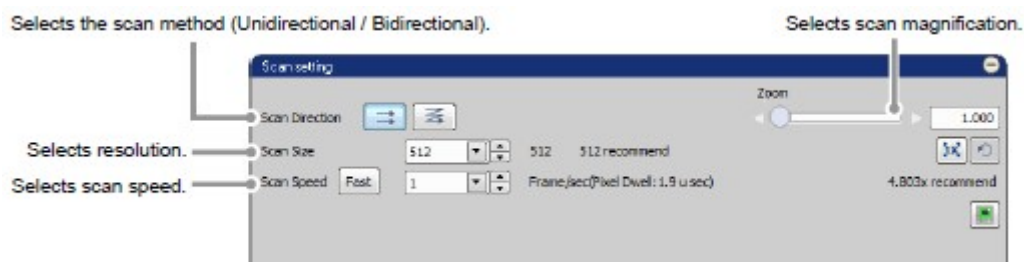 Selects the scan method (Unidirectional / Bidirectional).
Selects scan magnification.
Scan setting
Zoom
Scan Direction
1.000
Selects resolution.
Scan Size 512 512 512 recommend
Selects scan speed.
Scan Speed Fast 1 Frame/sec(Pixel Dwell: 1.9 u sec) 4.803x recommend